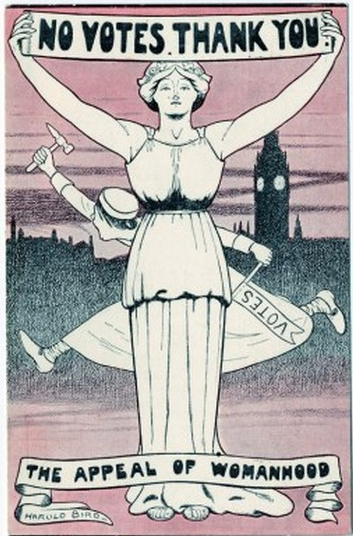 NO VOTES. THANK YOU.
VOTES
THE APPEAL OF WOMANHOOD
HAROLD BIRD